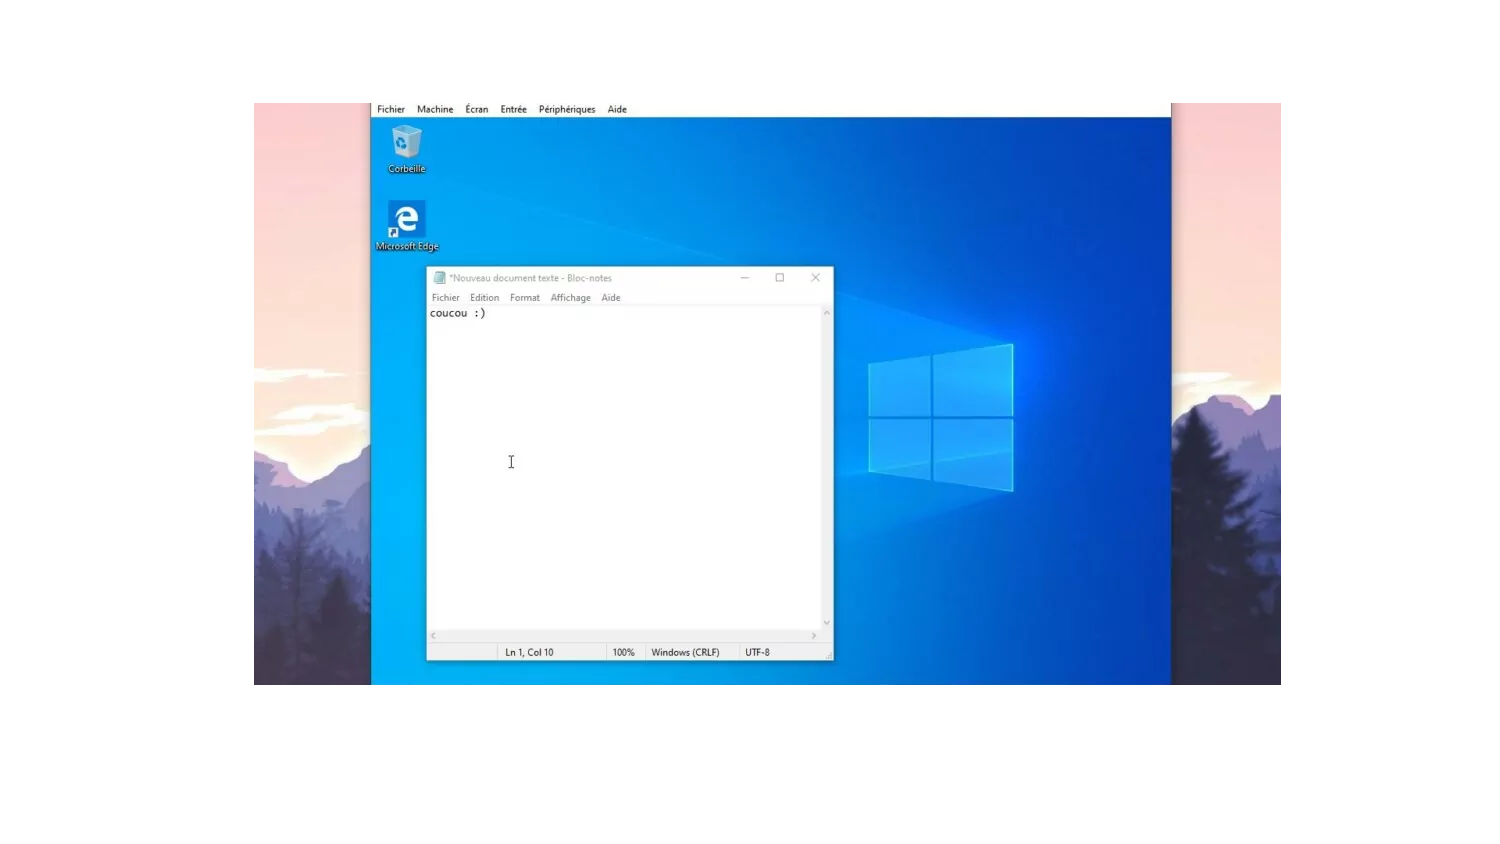 Fichier Machine Écran Entrée Périphériques Aide
Corbeille
Microsoft Edge
*Nouveau document texte - Bloc-notes
Fichier Edition Format Affichage Aide
coucou :)
Ln 1, Col 10 100% Windows (CRLF) UTF-8